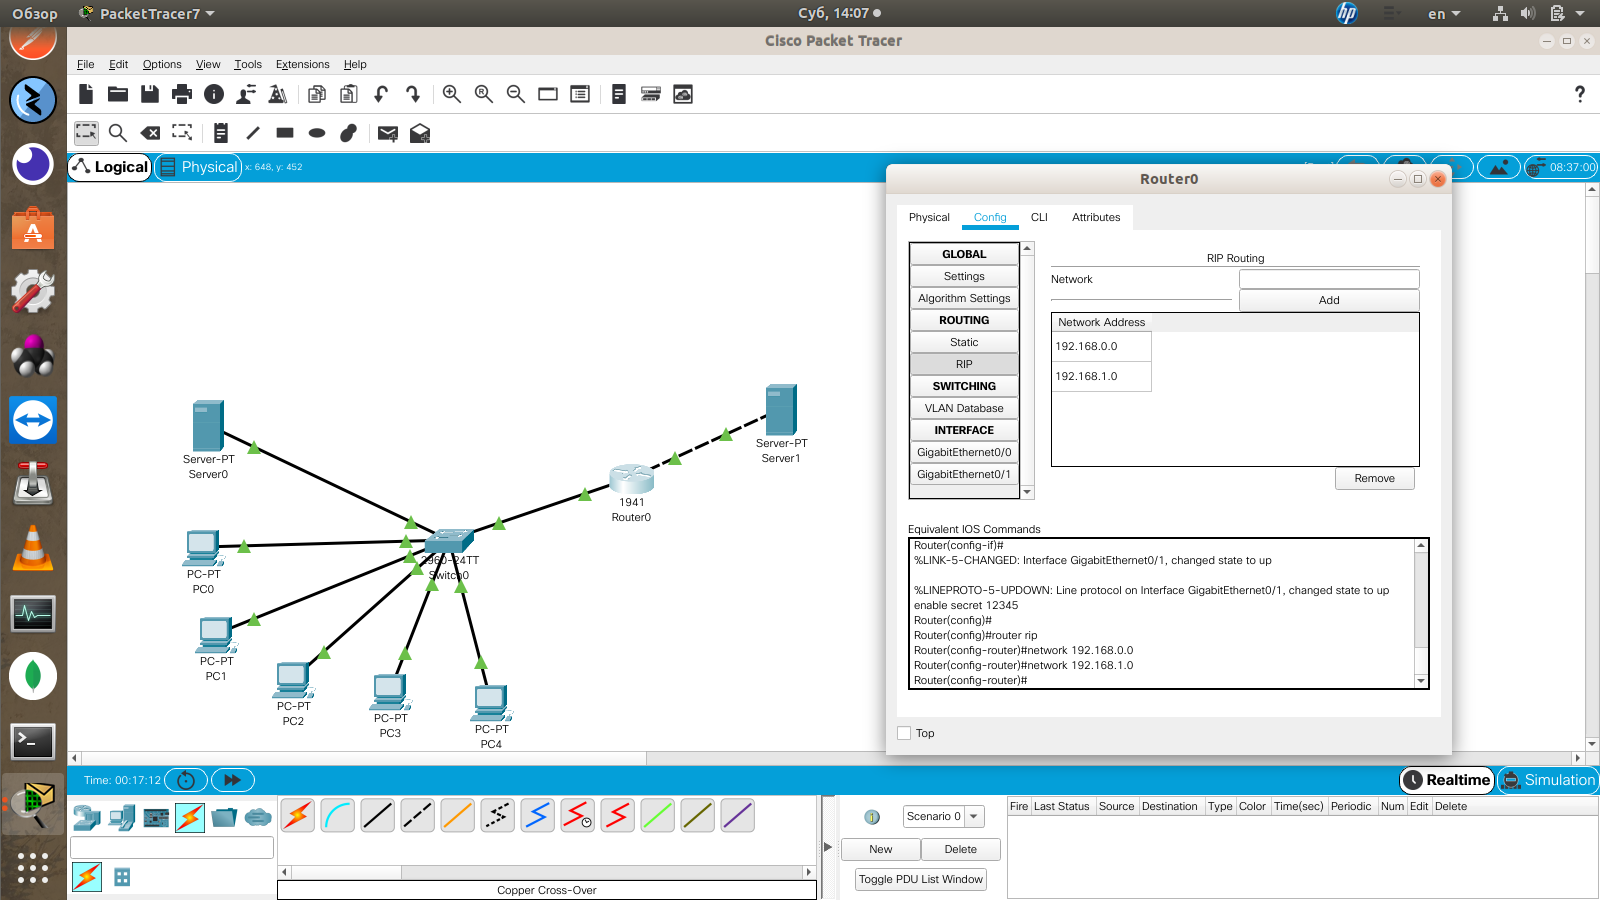 Обзор PacketTracer7 Суб, 14:07 en
Cisco Packet Tracer
File Edit Options View Tools Extensions Help
Logical Physical x: 648, y: 452 08:37:00
Router0
Physical Config CLI Attributes
GLOBAL
Settings
Algorithm Settings
ROUTING
Static
RIP
SWITCHING
VLAN Database
INTERFACE
GigabitEthernet0/0
GigabitEthernet0/1
RIP Routing
Network
Add
Network Address
192.168.0.0
192.168.1.0
Remove
Equivalent IOS Commands
Router(config-if)#
%LINK-5-CHANGED: Interface GigabitEthernet0/1, changed state to up
%LINEPROTO-5-UPDOWN: Line protocol on Interface GigabitEthernet0/1, changed state to up
enable secret 12345
Router(config)#
Router(config)#router rip
Router(config-router)#network 192.168.0.0
Router(config-router)#network 192.168.1.0
Router(config-router)#
Top
Server-PT
Server0
Server-PT
Server1
1941
Router0
2960-24TT
Switch0
PC-PT
PC0
PC-PT
PC1
PC-PT
PC2
PC-PT
PC3
PC-PT
PC4
Time: 00:17:12 Realtime Simulation
Scenario 0
New Delete
Toggle PDU List Window
Fire Last Status Source Destination Type Color Time(sec) Periodic Num Edit Delete
Copper Cross-Over